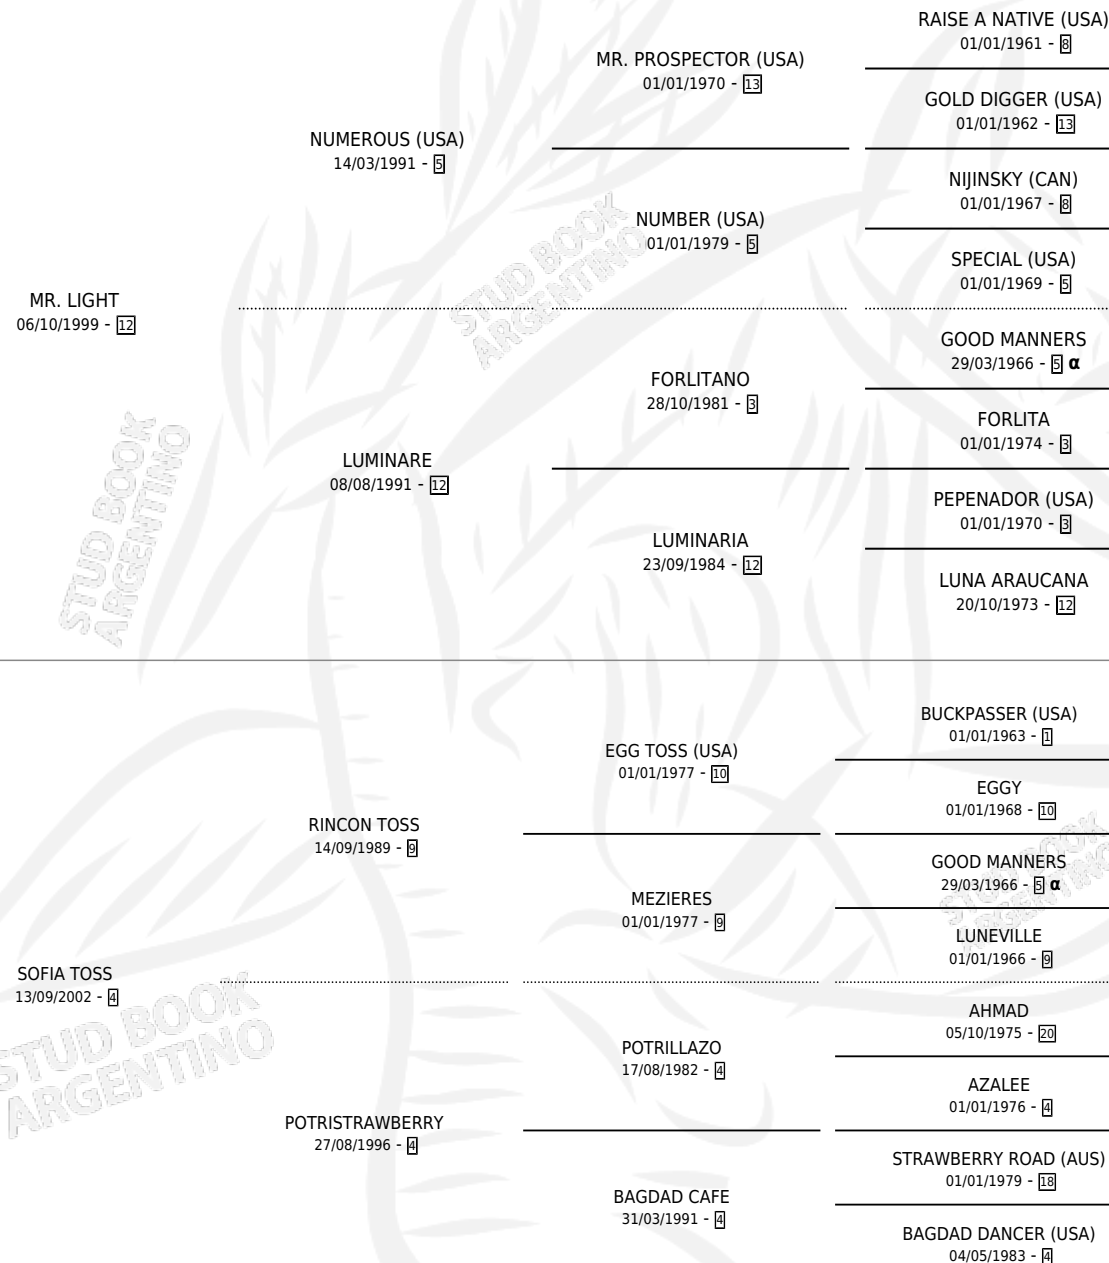 RAISE A NATIVE (USA)
01/01/1961 - 8
MR. PROSPECTOR (USA)
01/01/1970 - 13
GOLD DIGGER (USA)
01/01/1962 - 13
NUMEROUS (USA)
14/03/1991 - 5
NIJINSKY (CAN)
01/01/1967 - 8
NUMBER (USA)
01/01/1979 - 5
SPECIAL (USA)
01/01/1969 - 5
MR. LIGHT
06/10/1999 - 12
GOOD MANNERS
29/03/1966 - 5 α
FORLITANO
28/10/1981 - 3
FORLITA
01/01/1974 - 3
LUMINARE
08/08/1991 - 12
PEPENADOR (USA)
01/01/1970 - 3
LUMINARIA
23/09/1984 - 12
LUNA ARAUCANA
20/10/1973 - 12
BUCKPASSER (USA)
01/01/1963 - 1
EGG TOSS (USA)
01/01/1977 - 10
EGGY
01/01/1968 - 10
RINCON TOSS
14/09/1989 - 9
GOOD MANNERS
29/03/1966 - 5 α
MEZIERES
01/01/1977 - 9
LUNEVILLE
01/01/1966 - 9
SOFIA TOSS
13/09/2002 - 4
AHMAD
05/10/1975 - 20
POTRILLAZO
17/08/1982 - 4
AZALEE
01/01/1976 - 4
POTRISTRAWBERRY
27/08/1996 - 4
STRAWBERRY ROAD (AUS)
01/01/1979 - 18
BAGDAD CAFE
31/03/1991 - 4
BAGDAD DANCER (USA)
04/05/1983 - 4
STUD BOOK
ARGENTINO
STUD BOOK
ARGENTINO
STUD BOOK
ARGENTINO
STUD BOOK
ARGENTINO